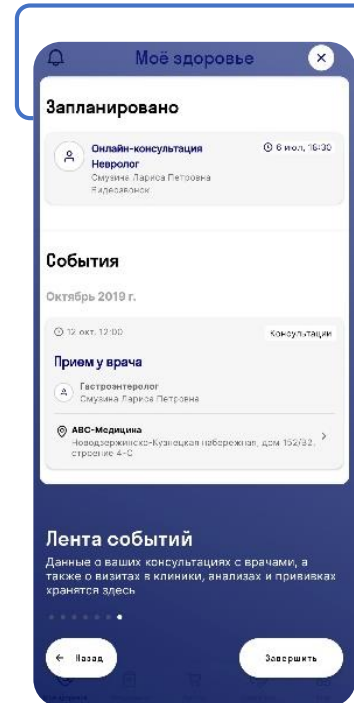 Моё здоровье
Запланировано
Онлайн-консультация
6 июл, 16:30
Невролог
Смузина Лариса Петровна
Видеозвонок
События
Октябрь 2019 г.
12 окт. 12:00
Консультации
Прием у врача
Гастроэнтеролог
Смузина Лариса Петровна
АВС-Медицина
Новодзержинско-Кузнецкая набережная, дом 152/32,
строение 4-С
Лента событий
Данные о ваших консультациях с врачами, а
также о визитах в клиники, анализах и прививках
хранятся здесь
← Назад
Завершить